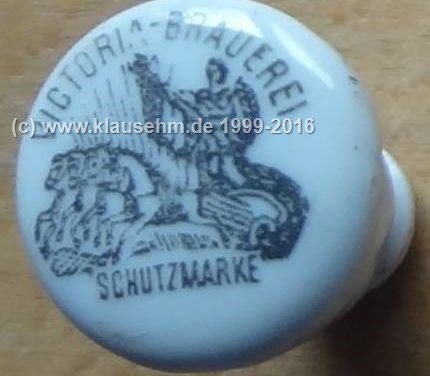 VICTORIA-BRAUEREI
(c) www.klausehm.de 1999-2016
SCHUTZMARKE